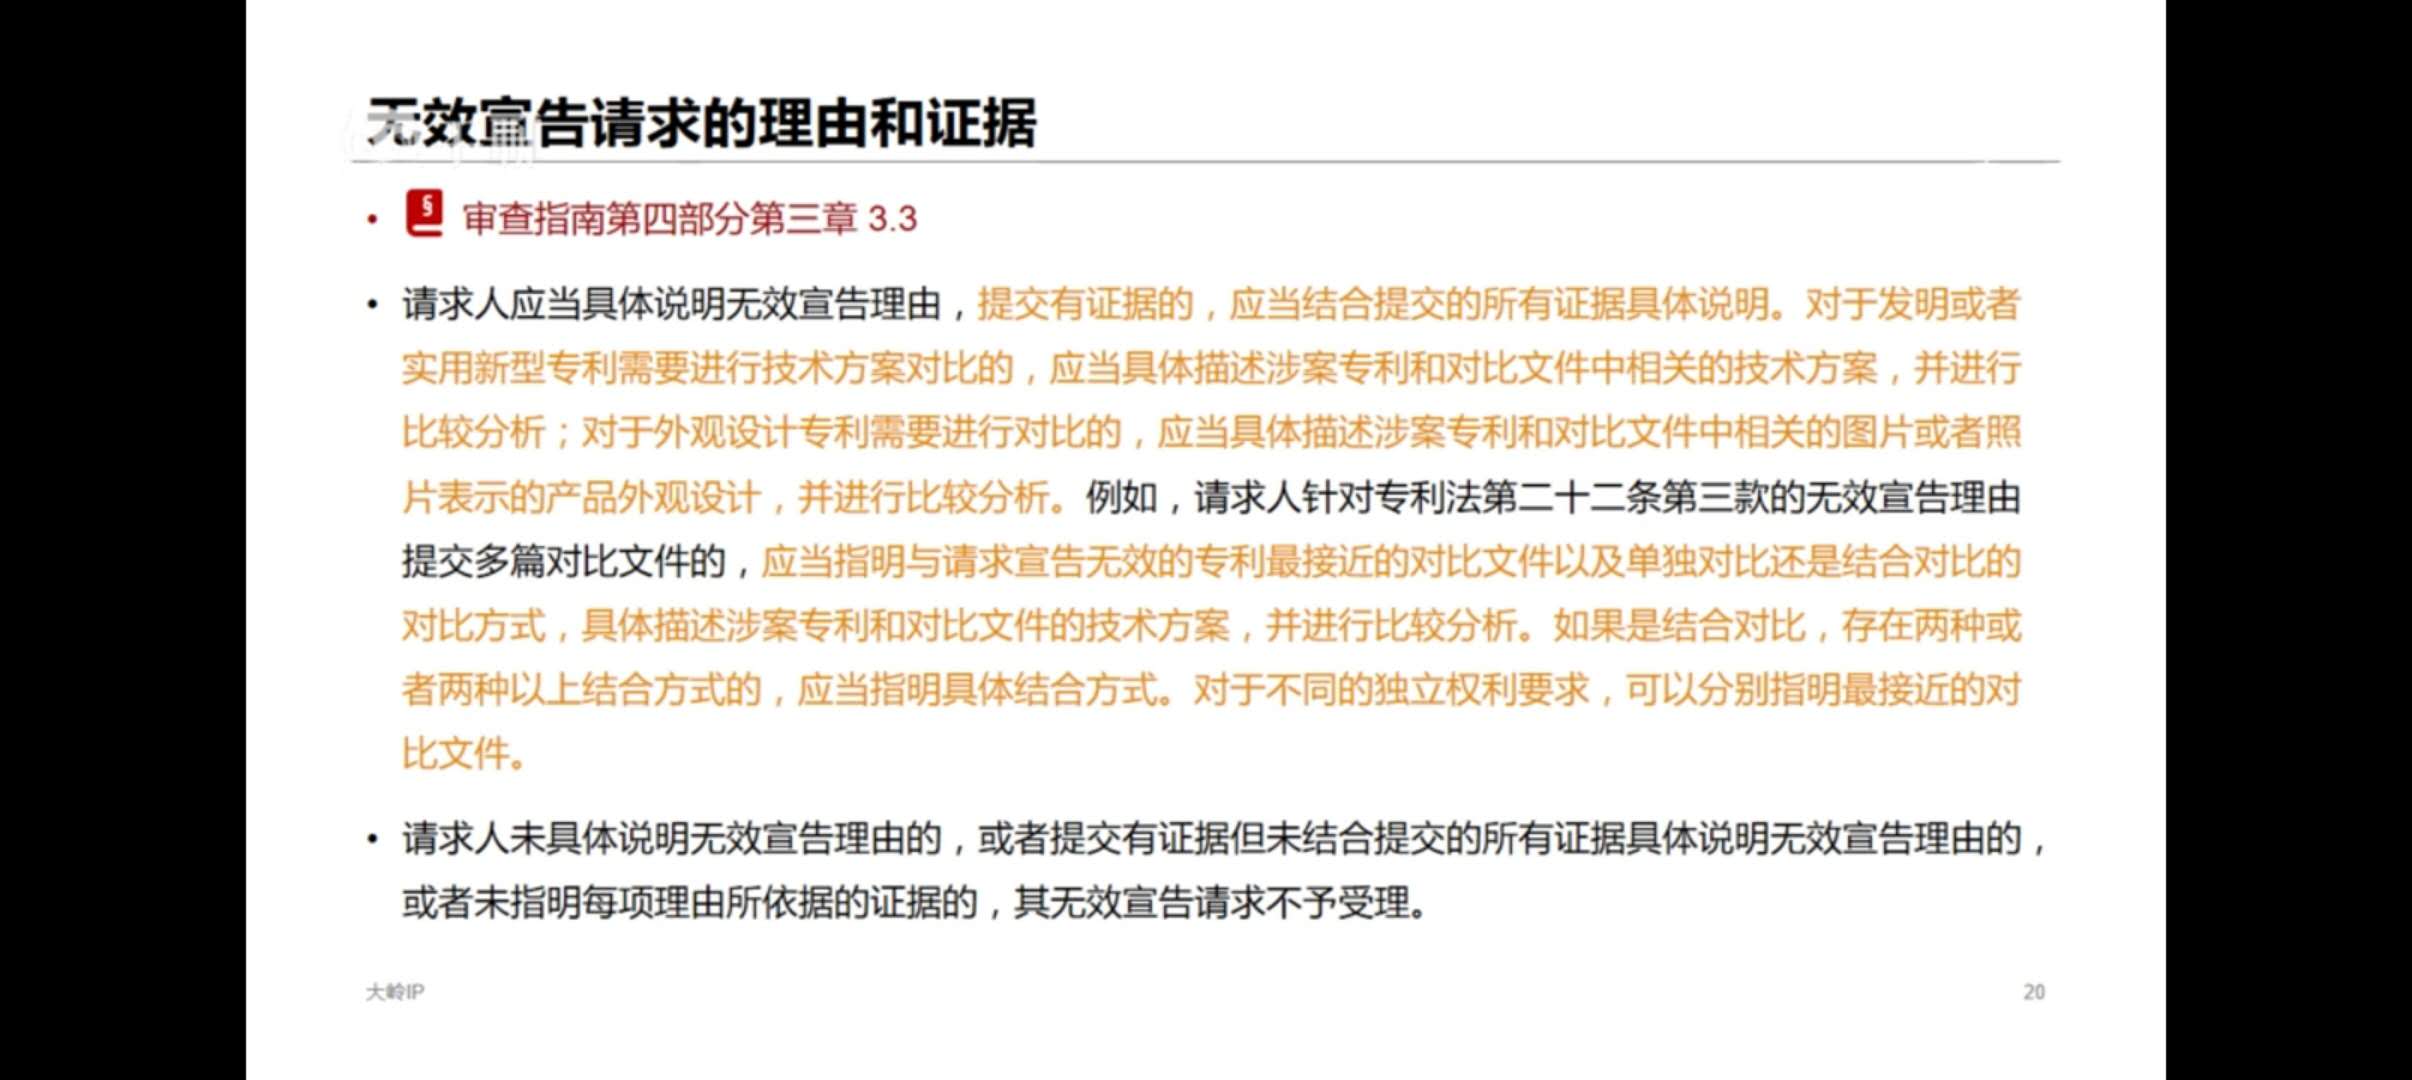 无效宣告请求的理由和证据
• § 审查指南第四部分第三章 3.3
• 请求人应当具体说明无效宣告理由，提交有证据的，应当结合提交的所有证据具体说明。对于发明或者
实用新型专利需要进行技术方案对比的，应当具体描述涉案专利和对比文件中相关的技术方案，并进行
比较分析；对于外观设计专利需要进行对比的，应当具体描述涉案专利和对比文件中相关的图片或者照
片表示的产品外观设计，并进行比较分析。例如，请求人针对专利法第二十二条第三款的无效宣告理由
提交多篇对比文件的，应当指明与请求宣告无效的专利最接近的对比文件以及单独对比还是结合对比的
对比方式，具体描述涉案专利和对比文件的技术方案，并进行比较分析。如果是结合对比，存在两种或
者两种以上结合方式的，应当指明具体结合方式。对于不同的独立权利要求，可以分别指明最接近的对
比文件。
• 请求人未具体说明无效宣告理由的，或者提交有证据但未结合提交的所有证据具体说明无效宣告理由的，
或者未指明每项理由所依据的证据的，其无效宣告请求不予受理。
大岭IP
20